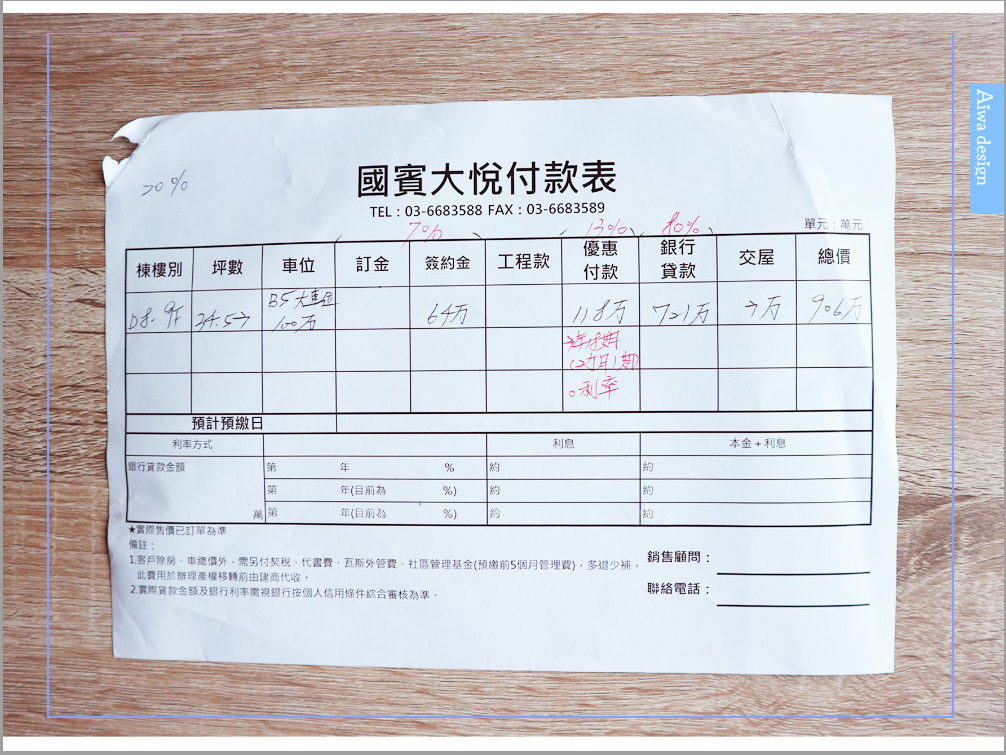 Aiwa design
20%
國賓大悅付款表
TEL：03-6683588 FAX：03-6683589
7% 13% 80%
單元：萬元
棟樓別 坪數 車位 訂金 簽約金 工程款 優惠付款 銀行貸款 交屋 總價
D8-9F 34.57 B5大車位 100万 64万 118万 721万 万 906万
(2个月1期)
0利率
預計預繳日
利率方式 利息 本金+利息
銀行貸款金額 第 年 % 約 約
第 年(目前為 %) 約 約
萬 第 年(目前為 %) 約 約
★實際售價已訂單為準
備註：
1.客戶除房、車總價外，需另付契稅、代書費、瓦斯外管費、社區管理基金(預繳前5個月管理費)，多退少補，
此費用於辦理產權移轉前由建商代收。
2.實際貸款金額及銀行利率需視銀行按個人信用條件綜合審核為準。
銷售顧問：
聯絡電話：